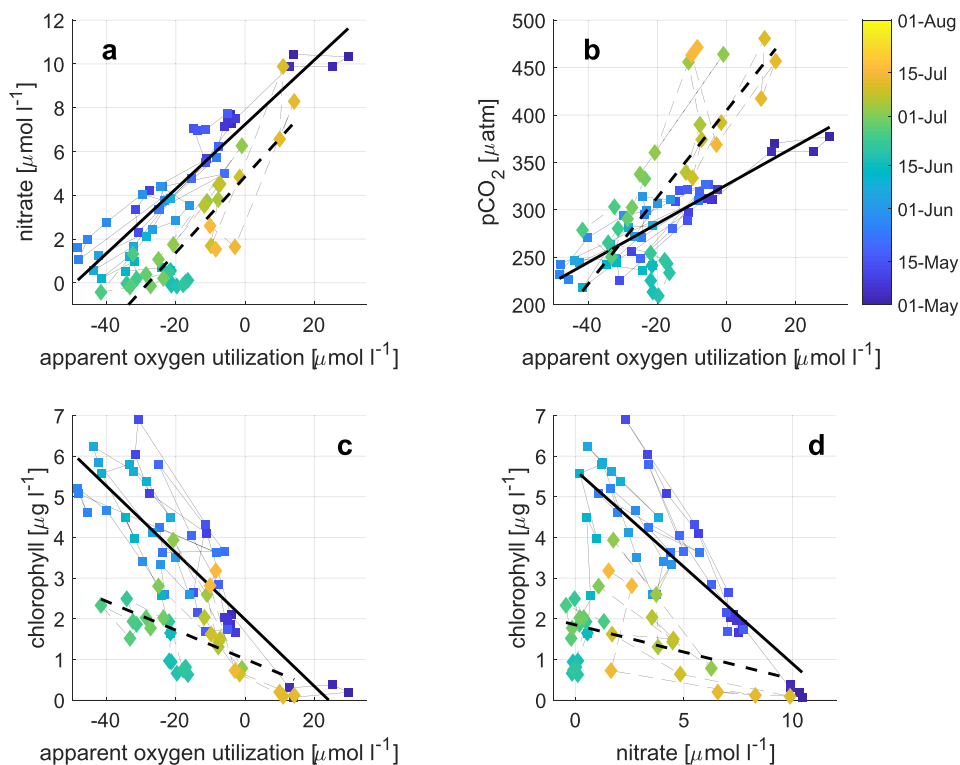 a
12
10
8
6
4
2
0
nitrate [μmol l⁻¹]
-40 -20 0 20
apparent oxygen utilization [μmol l⁻¹]
b
500
450
400
350
300
250
200
pCO₂ [μatm]
-40 -20 0 20
apparent oxygen utilization [μmol l⁻¹]
01-Aug
15-Jul
01-Jul
15-Jun
01-Jun
15-May
01-May
c
7
6
5
4
3
2
1
0
chlorophyll [μg l⁻¹]
-40 -20 0 20
apparent oxygen utilization [μmol l⁻¹]
d
7
6
5
4
3
2
1
0
chlorophyll [μg l⁻¹]
0 5 10
nitrate [μmol l⁻¹]